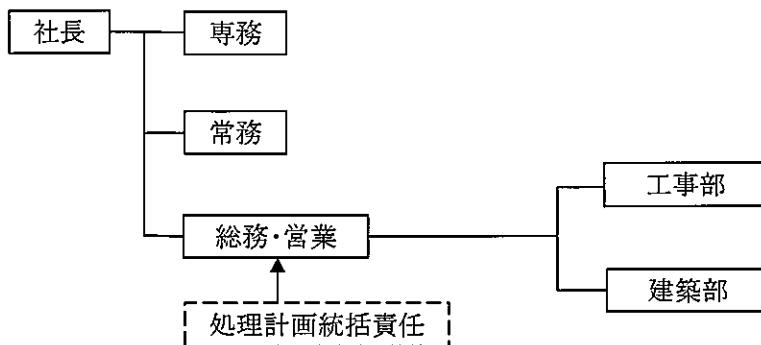 社長
専務
常務
総務・営業
工事部
建築部
処理計画統括責任